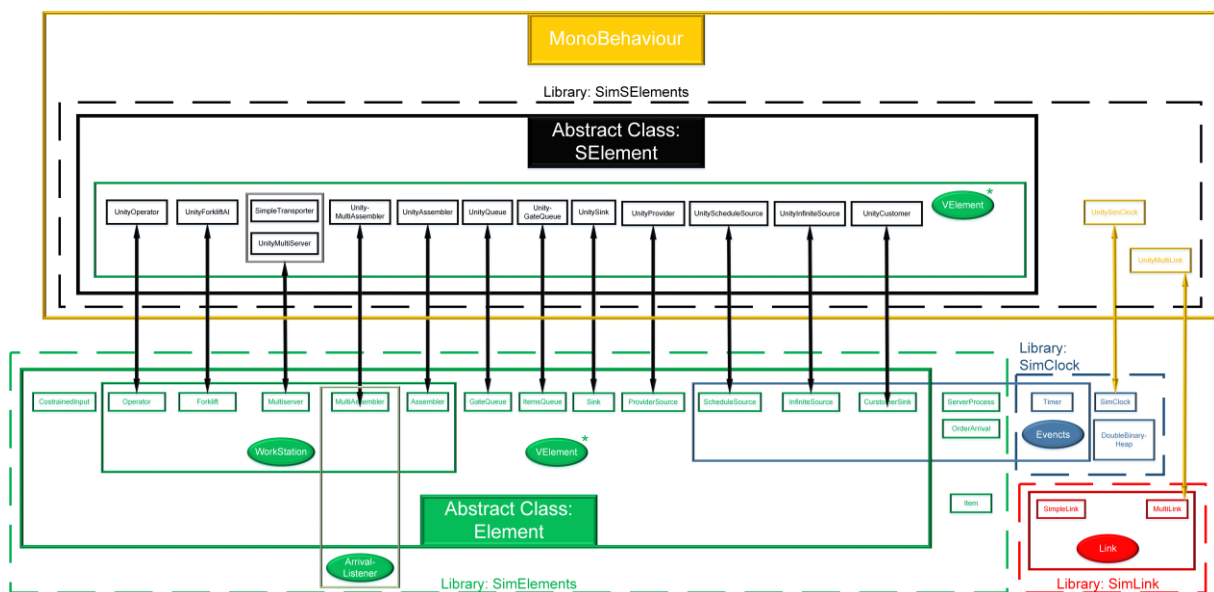 MonoBehaviour
Library: SimSElements
Abstract Class:
SElement
VElement
*
UnityOperator
UnityForkliftAI
SimpleTransporter
UnityMultiServer
Unity-
MultiAssembler
UnityAssembler
UnityQueue
Unity-
GateQueue
UnitySink
UnityProvider
UnityScheduleSource
UnityInfiniteSource
UnityCustomer
UnitySimClock
UnityMultiLink
Library:
SimClock
CostrainedInput
Operator
Forklift
Multiserver
MultiAssembler
Assembler
GateQueue
ItemsQueue
Sink
ProviderSource
ScheduleSource
InfiniteSource
CurstomerSink
ServerProcess
OrderArrival
Timer
SimClock
Evencts
DoubleBinary-
Heap
WorkStation
VElement
*
Abstract Class:
Element
Item
SimpleLink
MultiLink
Link
Arrival-
Listener
Library: SimElements
Library: SimLink